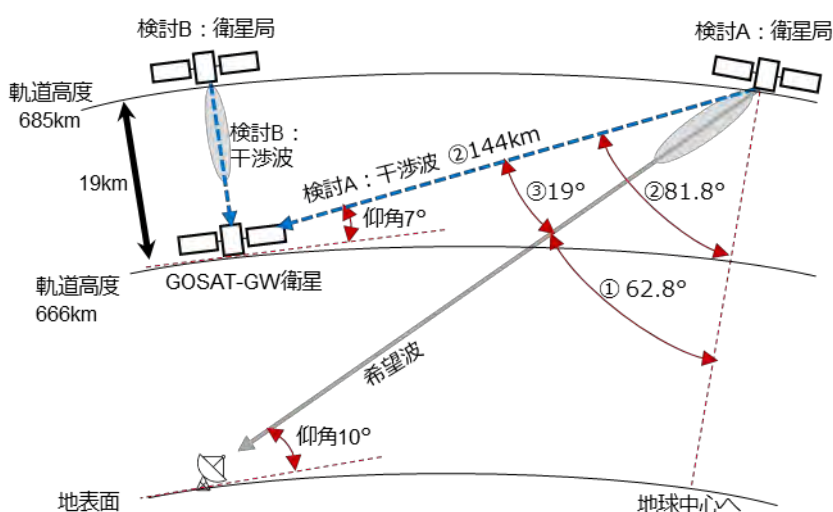 検討B：衛星局
検討A：衛星局
軌道高度
685km
検討B：
干渉波
19km
検討A：干渉波 ②144km
③19°
②81.8°
仰角7°
GOSAT-GW衛星
軌道高度
666km
① 62.8°
希望波
仰角10°
地表面
地球中心へ